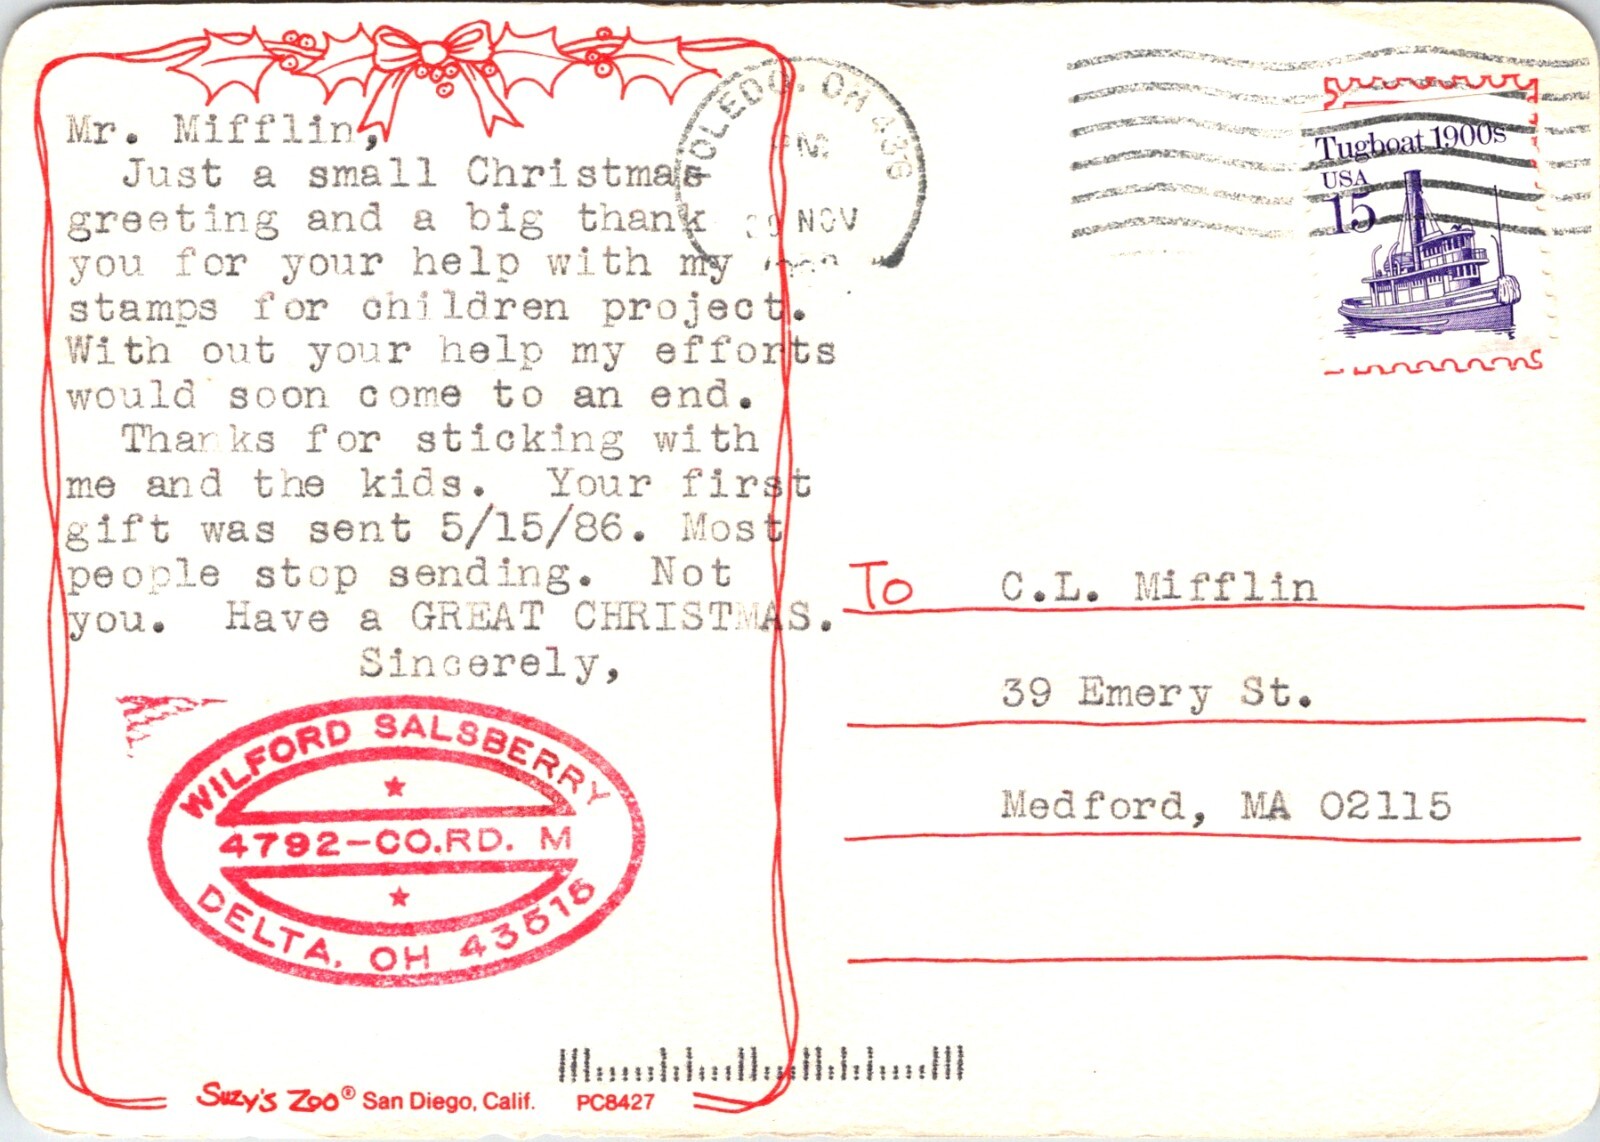 Mr. Mifflin,
Just a small Christmas
greeting and a big thank
you for your help with my
stamps for children project.
With out your help my efforts
would soon come to an end.
Thanks for sticking with
me and the kids. Your first
gift was sent 5/15/86. Most
people stop sending. Not
you. Have a GREAT CHRISTMAS.
Sincerely,
WILFORD SALSBERRY
4792-CO.RD. M
DELTA, OH 43515
Suzy's Zoo® San Diego, Calif. PC8427
TOLEDO, OH 436
PM
NOV
Tugboat 1900s
USA
15
To C.L. Mifflin
39 Emery St.
Medford, MA 02115